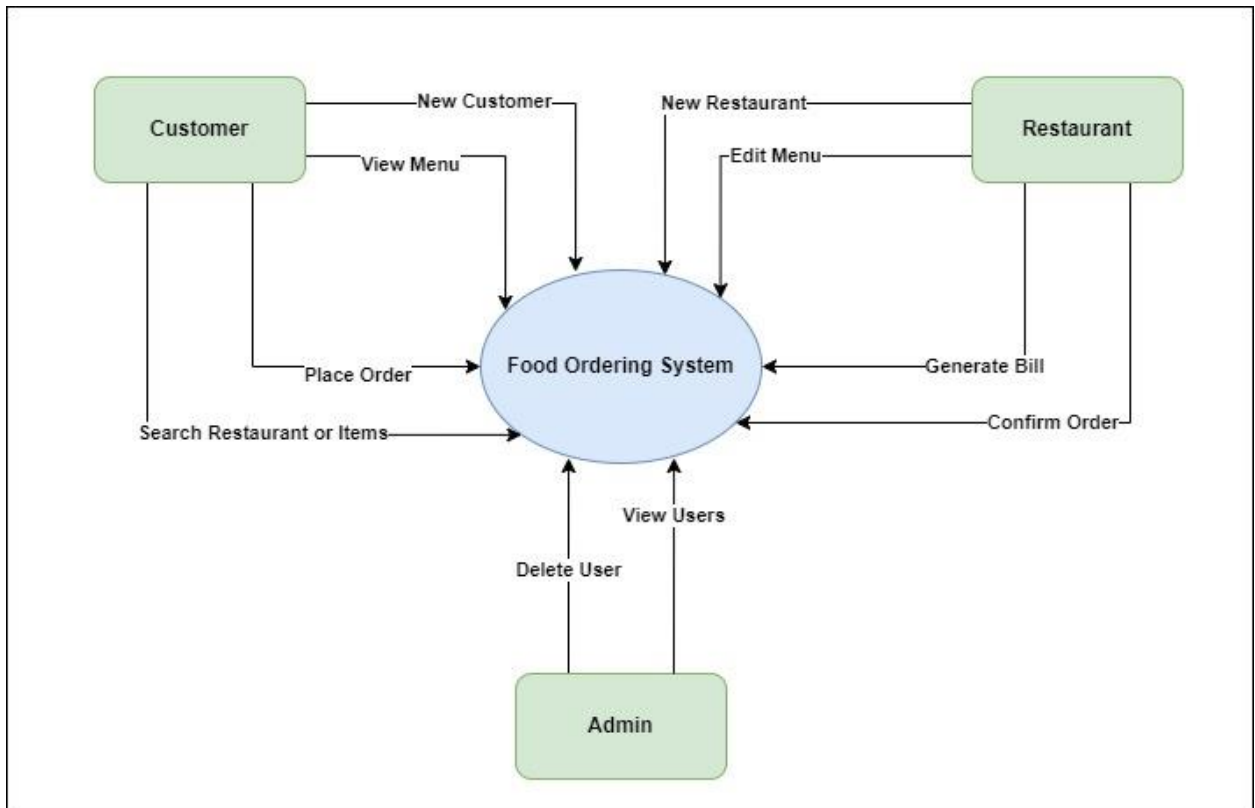 New Customer
New Restaurant
Customer
Restaurant
View Menu
Edit Menu
Food Ordering System
Place Order
Generate Bill
Search Restaurant or Items
Confirm Order
View Users
Delete User
Admin